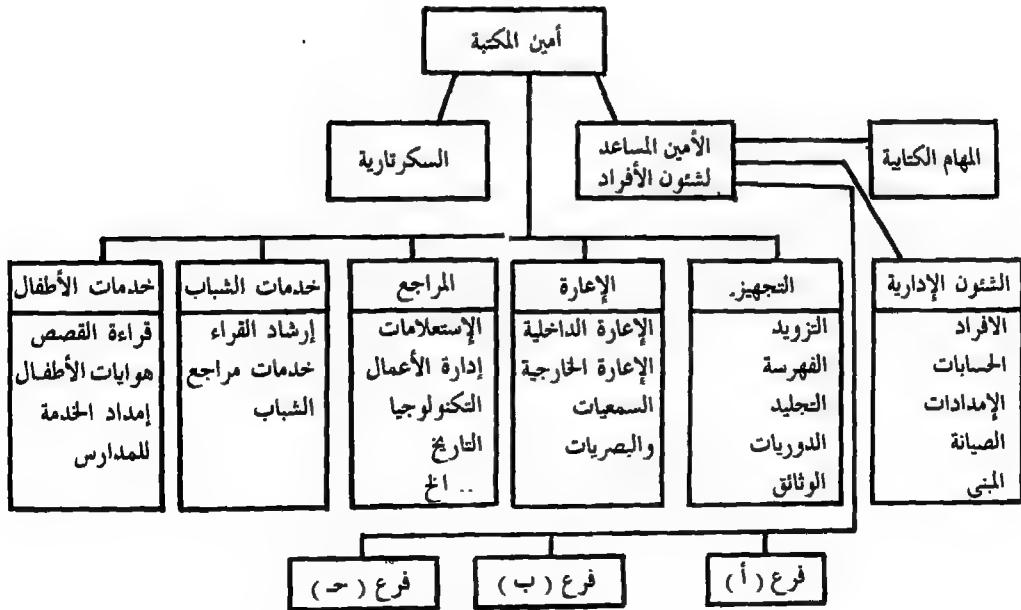 أمين المكتبة
المهام الكتابية
الأمين المساعد
لشئون الأفراد
السكرتارية
الشئون الإدارية
الافراد
الحسابات
الإمدادات
الصيانة
المبنى
التجهيز
التزويد
الفهرسة
التجليد
الدوريات
الوثائق
الإعارة
الإعارة الداخلية
الإعارة الخارجية
السمعيات
والبصريات
المراجع
الإستعلامات
إدارة الأعمال
التكنولوجيا
التاريخ
.. الخ
خدمات الشباب
إرشاد القراء
خدمات مراجع
الشباب
خدمات الأطفال
قراءة القصص
هوايات الأطفال
إمداد الخدمة
للمدارس
فرع ( أ )
فرع ( ب )
فرع ( حـ )